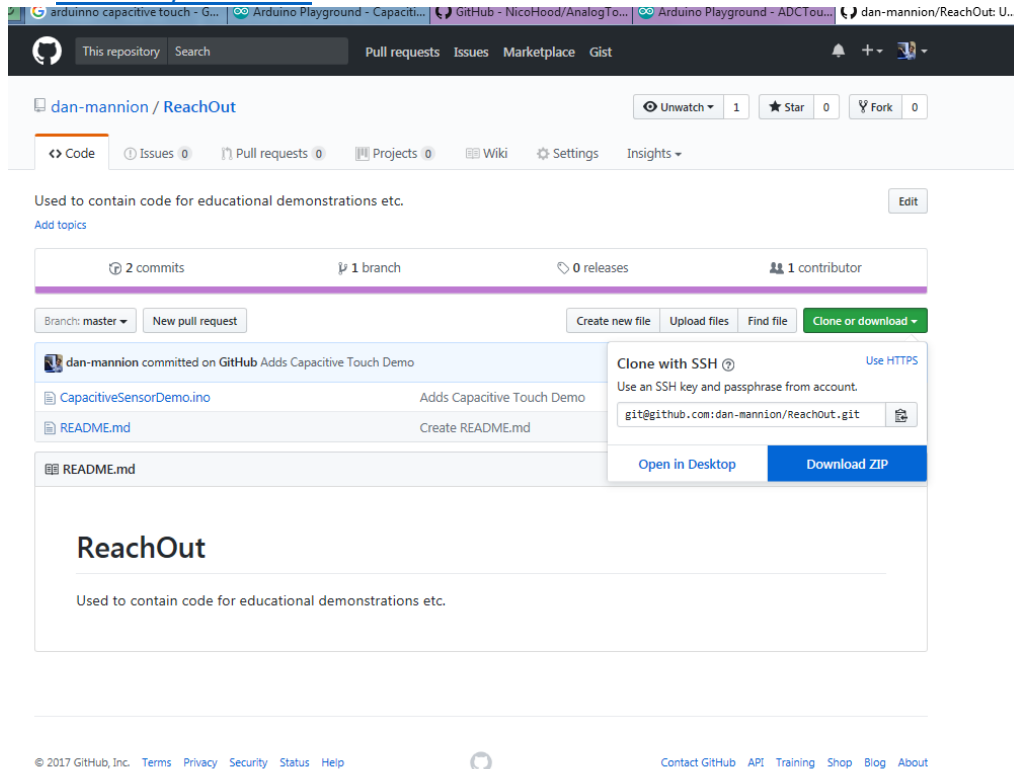 arduinno capacitive touch - G... Arduino Playground - Capaciti... GitHub - NicoHood/AnalogTo... Arduino Playground - ADCTou... dan-mannion/ReachOut: U...
This repository Search Pull requests Issues Marketplace Gist
dan-mannion / ReachOut Unwatch 1 Star 0 Fork 0
Code Issues 0 Pull requests 0 Projects 0 Wiki Settings Insights
Used to contain code for educational demonstrations etc. Edit
Add topics
2 commits 1 branch 0 releases 1 contributor
Branch: master New pull request Create new file Upload files Find file Clone or download
dan-mannion committed on GitHub Adds Capacitive Touch Demo
Clone with SSH Use HTTPS
Use an SSH key and passphrase from account.
CapacitiveSensorDemo.ino Adds Capacitive Touch Demo
git@github.com:dan-mannion/ReachOut.git
README.md Create README.md
README.md
Open in Desktop Download ZIP
ReachOut
Used to contain code for educational demonstrations etc.
© 2017 GitHub, Inc. Terms Privacy Security Status Help Contact GitHub API Training Shop Blog About